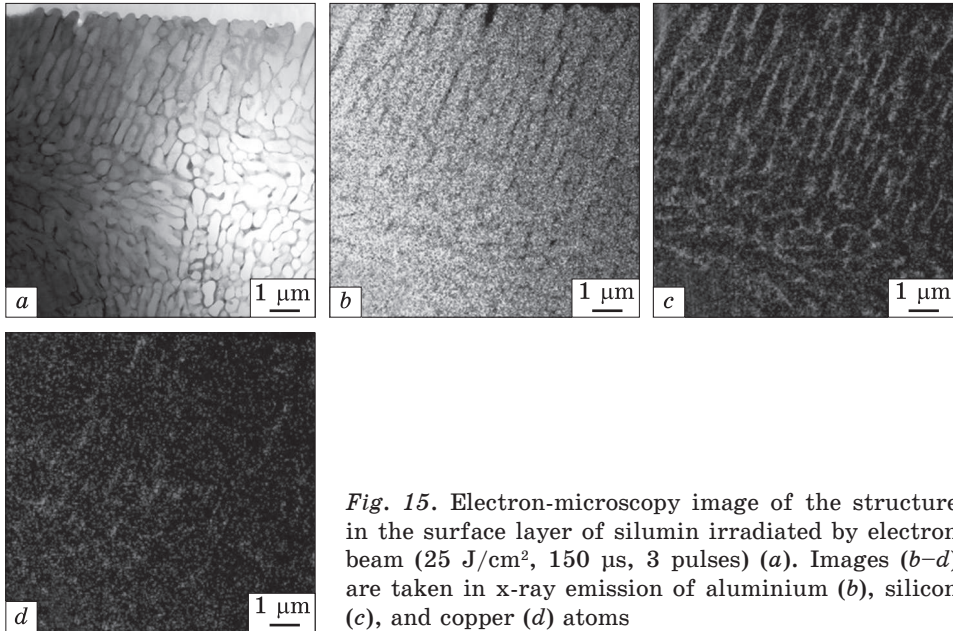 a
1 μm
b
1 μm
c
1 μm
d
1 μm
Fig. 15. Electron-microscopy image of the structure
in the surface layer of silumin irradiated by electron
beam (25 J/cm², 150 μs, 3 pulses) (a). Images (b–d)
are taken in x-ray emission of aluminium (b), silicon
(c), and copper (d) atoms